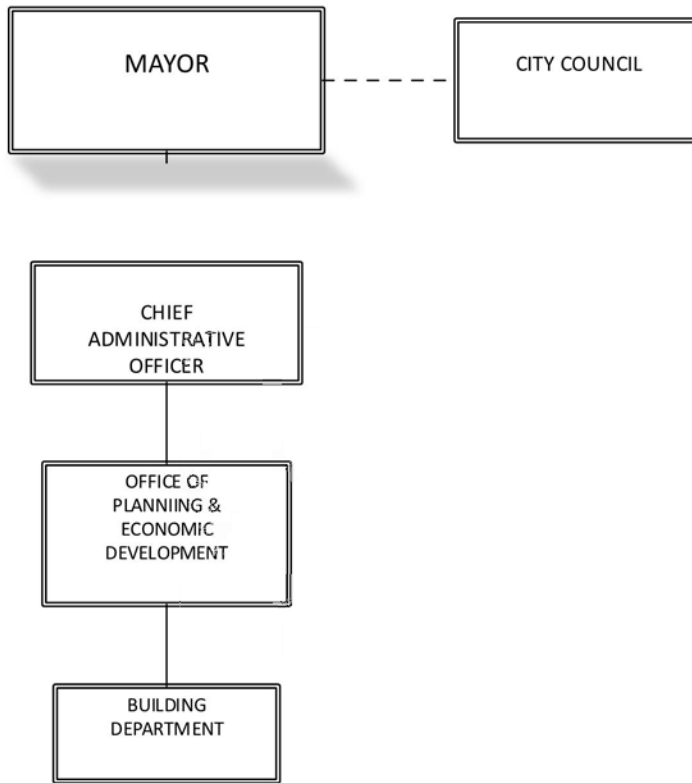 MAYOR
CITY COUNCIL
CHIEF
ADMINISTRATIVE
OFFICER
OFFICE OF
PLANNIING &
ECONOMIC
DEVELOPMENT
BUILDING
DEPARTMENT